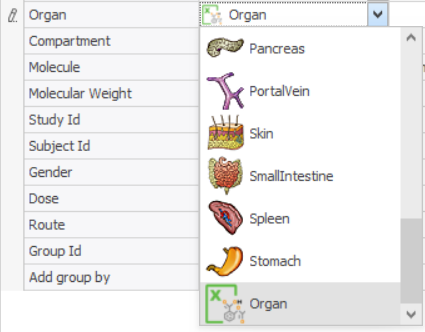 Organ
Organ
Compartment
Molecule
Molecular Weight
Study Id
Subject Id
Gender
Dose
Route
Group Id
Add group by
Pancreas
PortalVein
Skin
SmallIntestine
Spleen
Stomach
Organ